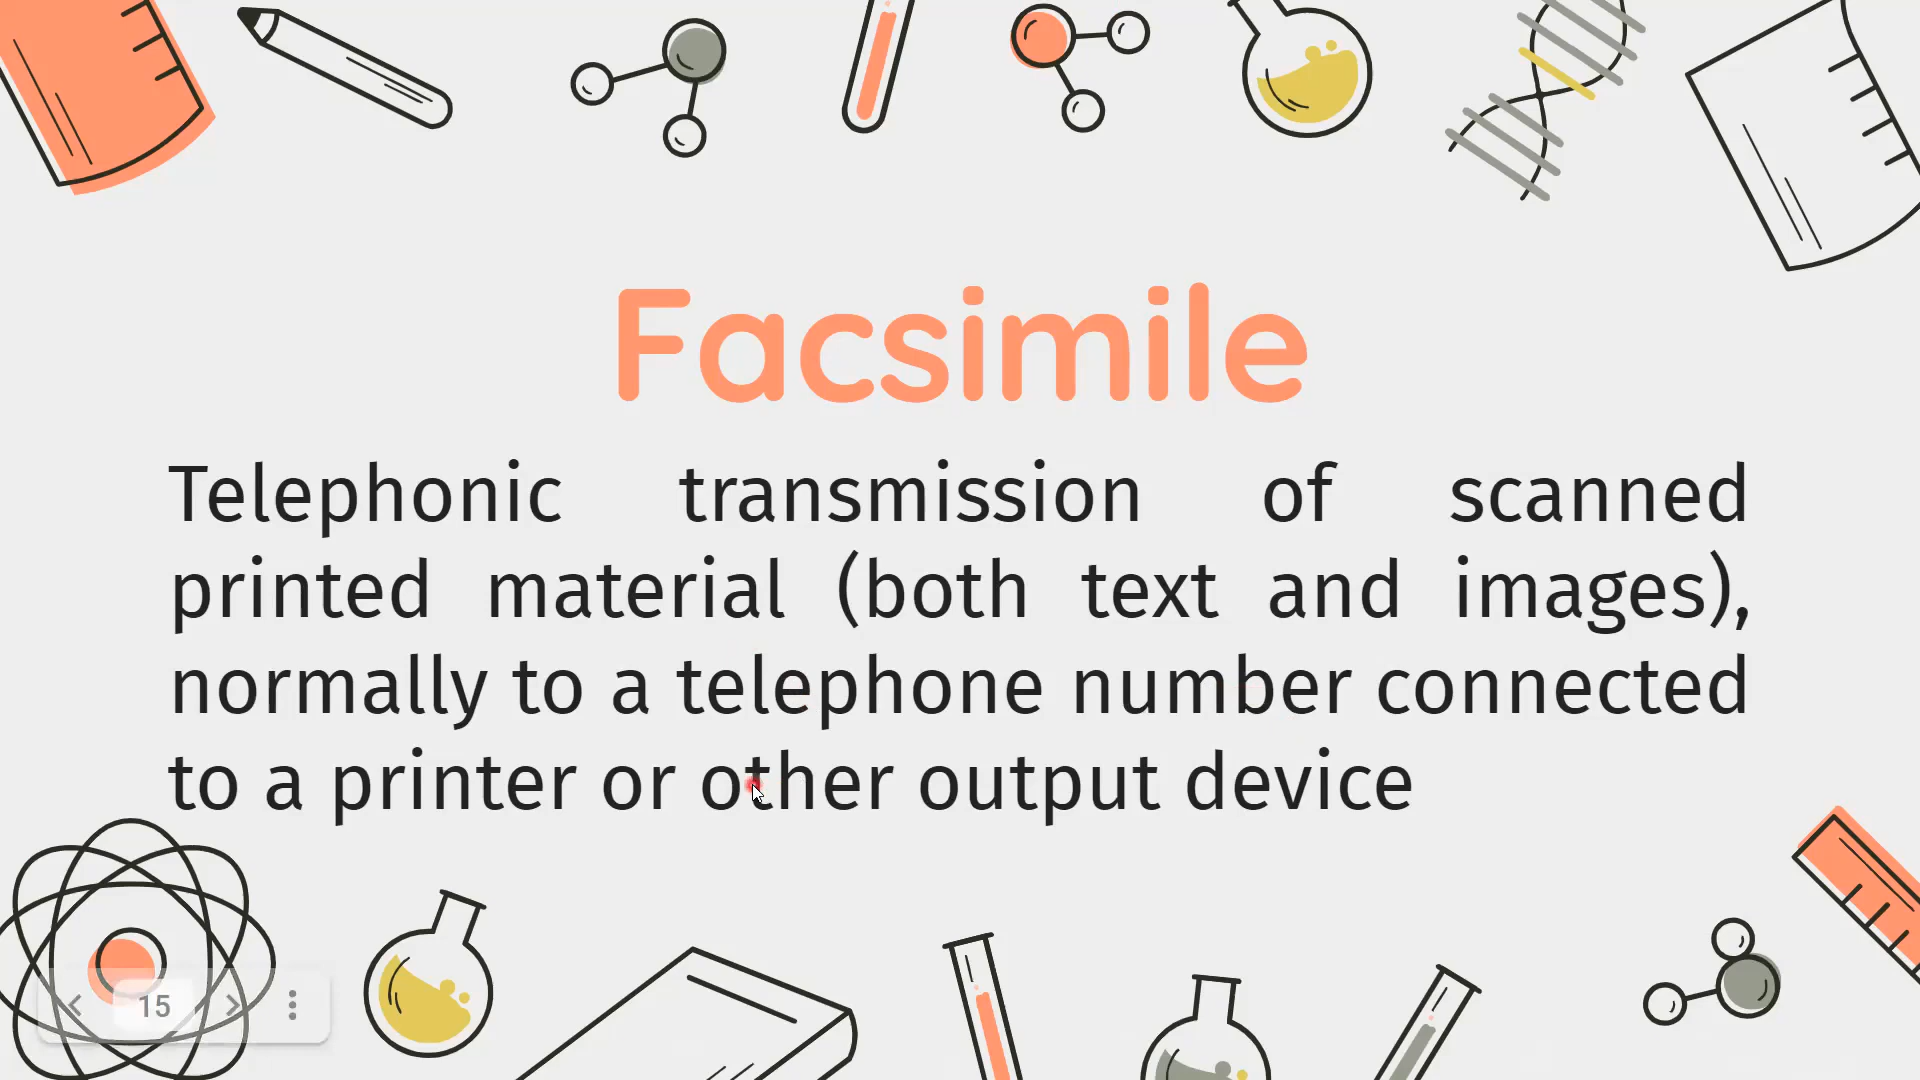 Facsimile
Telephonic transmission of scanned
printed material (both text and images),
normally to a telephone number connected
to a printer or other output device
15